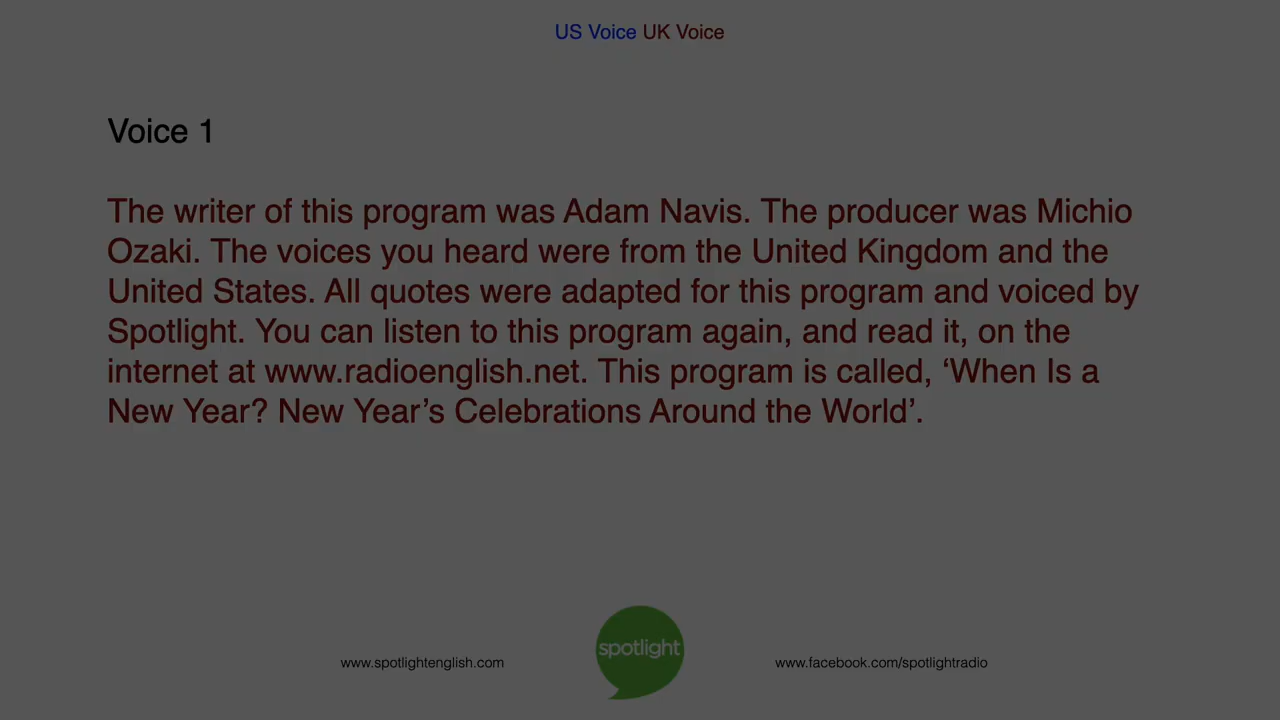 US Voice UK Voice
Voice 1
The writer of this program was Adam Navis. The producer was Michio
Ozaki. The voices you heard were from the United Kingdom and the
United States. All quotes were adapted for this program and voiced by
Spotlight. You can listen to this program again, and read it, on the
internet at www.radioenglish.net. This program is called, ‘When Is a
New Year? New Year’s Celebrations Around the World’.
spotlight
www.spotlightenglish.com
www.facebook.com/spotlightradio